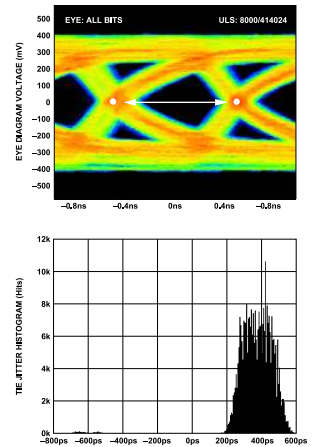 EYE: ALL BITS ULS: 8000/414024
EYE DIAGRAM VOLTAGE (mV)
500
400
300
200
100
0
–100
–200
–300
–400
–500
–0.8ns –0.4ns 0ns 0.4ns –0.8ns
TIE JITTER HISTOGRAM (Hits)
12k
10k
8k
6k
4k
2k
0k
–800ps –600ps –400ps –200ps 0ps 200ps 400ps 600ps